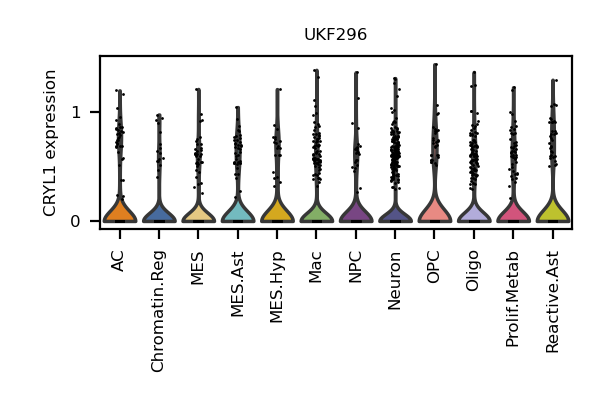 UKF296
CRYL1 expression
1
0
AC
Chromatin.Reg
MES
MES.Ast
MES.Hyp
Mac
NPC
Neuron
OPC
Oligo
Prolif.Metab
Reactive.Ast